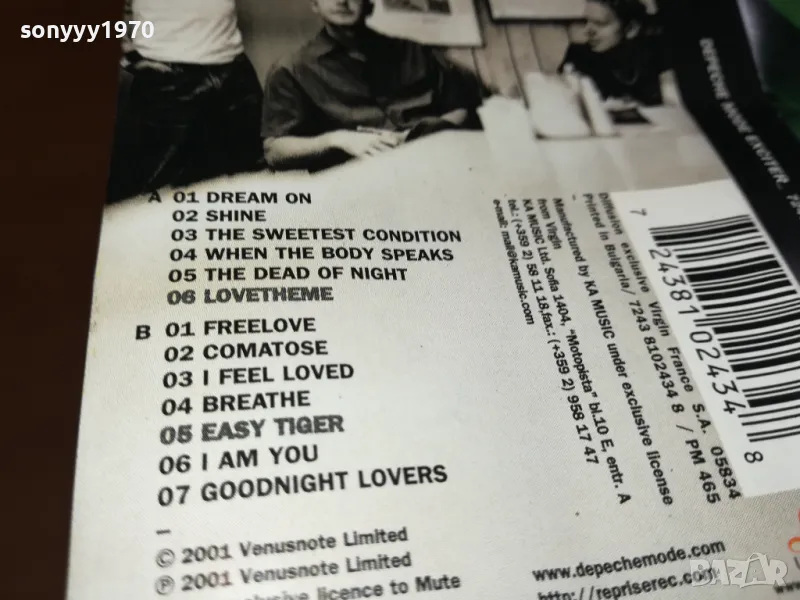 sonyyy1970
DEPECHE MODE EXCITER.
A 01 DREAM ON
02 SHINE
03 THE SWEETEST CONDITION
04 WHEN THE BODY SPEAKS
05 THE DEAD OF NIGHT
06 LOVETHEME
B 01 FREELOVE
02 COMATOSE
03 I FEEL LOVED
04 BREATHE
05 EASY TIGER
06 I AM YOU
07 GOODNIGHT LOVERS
© 2001 Venusnote Limited
℗ 2001 Venusnote Limited
licence to Mute
Diffusion exclusive Virgin France S.A. 05834
Printed in Bulgaria/ 7243 8102434 8 / PM 465
Manufactured by KA MUSIC under exclusive license
from Virgin
KA MUSIC Ltd. Sofia 1404, "Motopista" bl.10 E, entr. A
tel.: (+359 2) 58 11 18,fax.: (+359 2) 958 17 47
e-mail: mail@kamusic.com
7 24381 02434 8
www.depechemode.com
http://repriserec.com
BAZAR